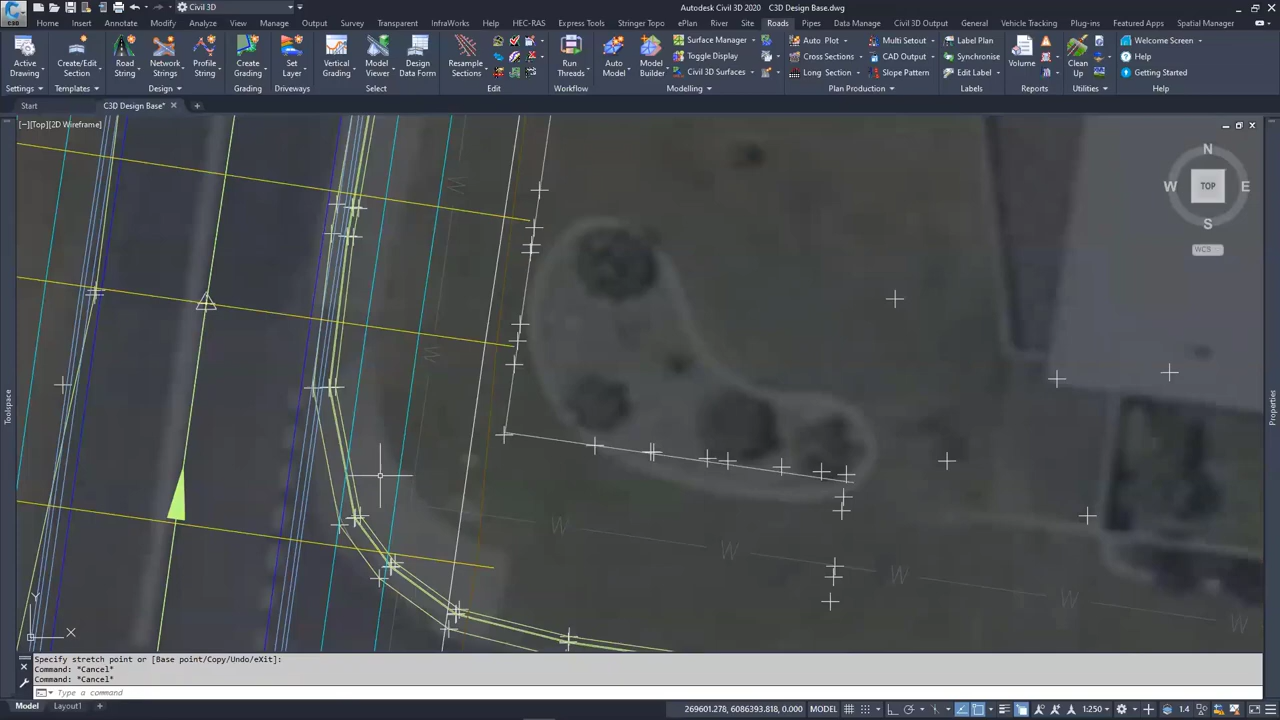 Civil 3D
Autodesk Civil 3D 2020
C3D Design Base.dwg
Home
Insert
Annotate
Modify
Analyze
View
Manage
Output
Survey
Transparent
InfraWorks
HEC-RAS
Express Tools
Stringer Topo
ePlan
River
Site
Roads
Pipes
Data Manage
Civil 3D Output
General
Vehicle Tracking
Plug-ins
Featured Apps
Spatial Manager
C3D
Active Drawing
Create/Edit Section
Road String
Network Strings
Profile String
Create Grading
Set Layer
Vertical Grading
Model Viewer
Design Data Form
Resample Sections
Run Threads
Auto Model
Model Builder
Surface Manager
Toggle Display
Civil 3D Surfaces
Auto Plot
Cross Sections
Long Section
Multi Setout
CAD Output
Slope Pattern
Label Plan
Synchronise
Edit Label
Volume
Clean Up
Welcome Screen
Help
Getting Started
Settings
Templates
Design
Grading
Driveways
Select
Edit
Workflow
Modelling
Plan Production
Labels
Reports
Utilities
Help
Start
C3D Design Base*
[−][Top][2D Wireframe]
N
W
TOP
E
S
WCS
Toolspace
Properties
W
W
W
W
W
W
W
Y
X
Specify stretch point or [Base point/Copy/Undo/eXit]:
Command: *Cancel*
Command: *Cancel*
Type a command
Model
Layout1
269601.278, 6086393.818, 0.000
MODEL
1.4
1:250